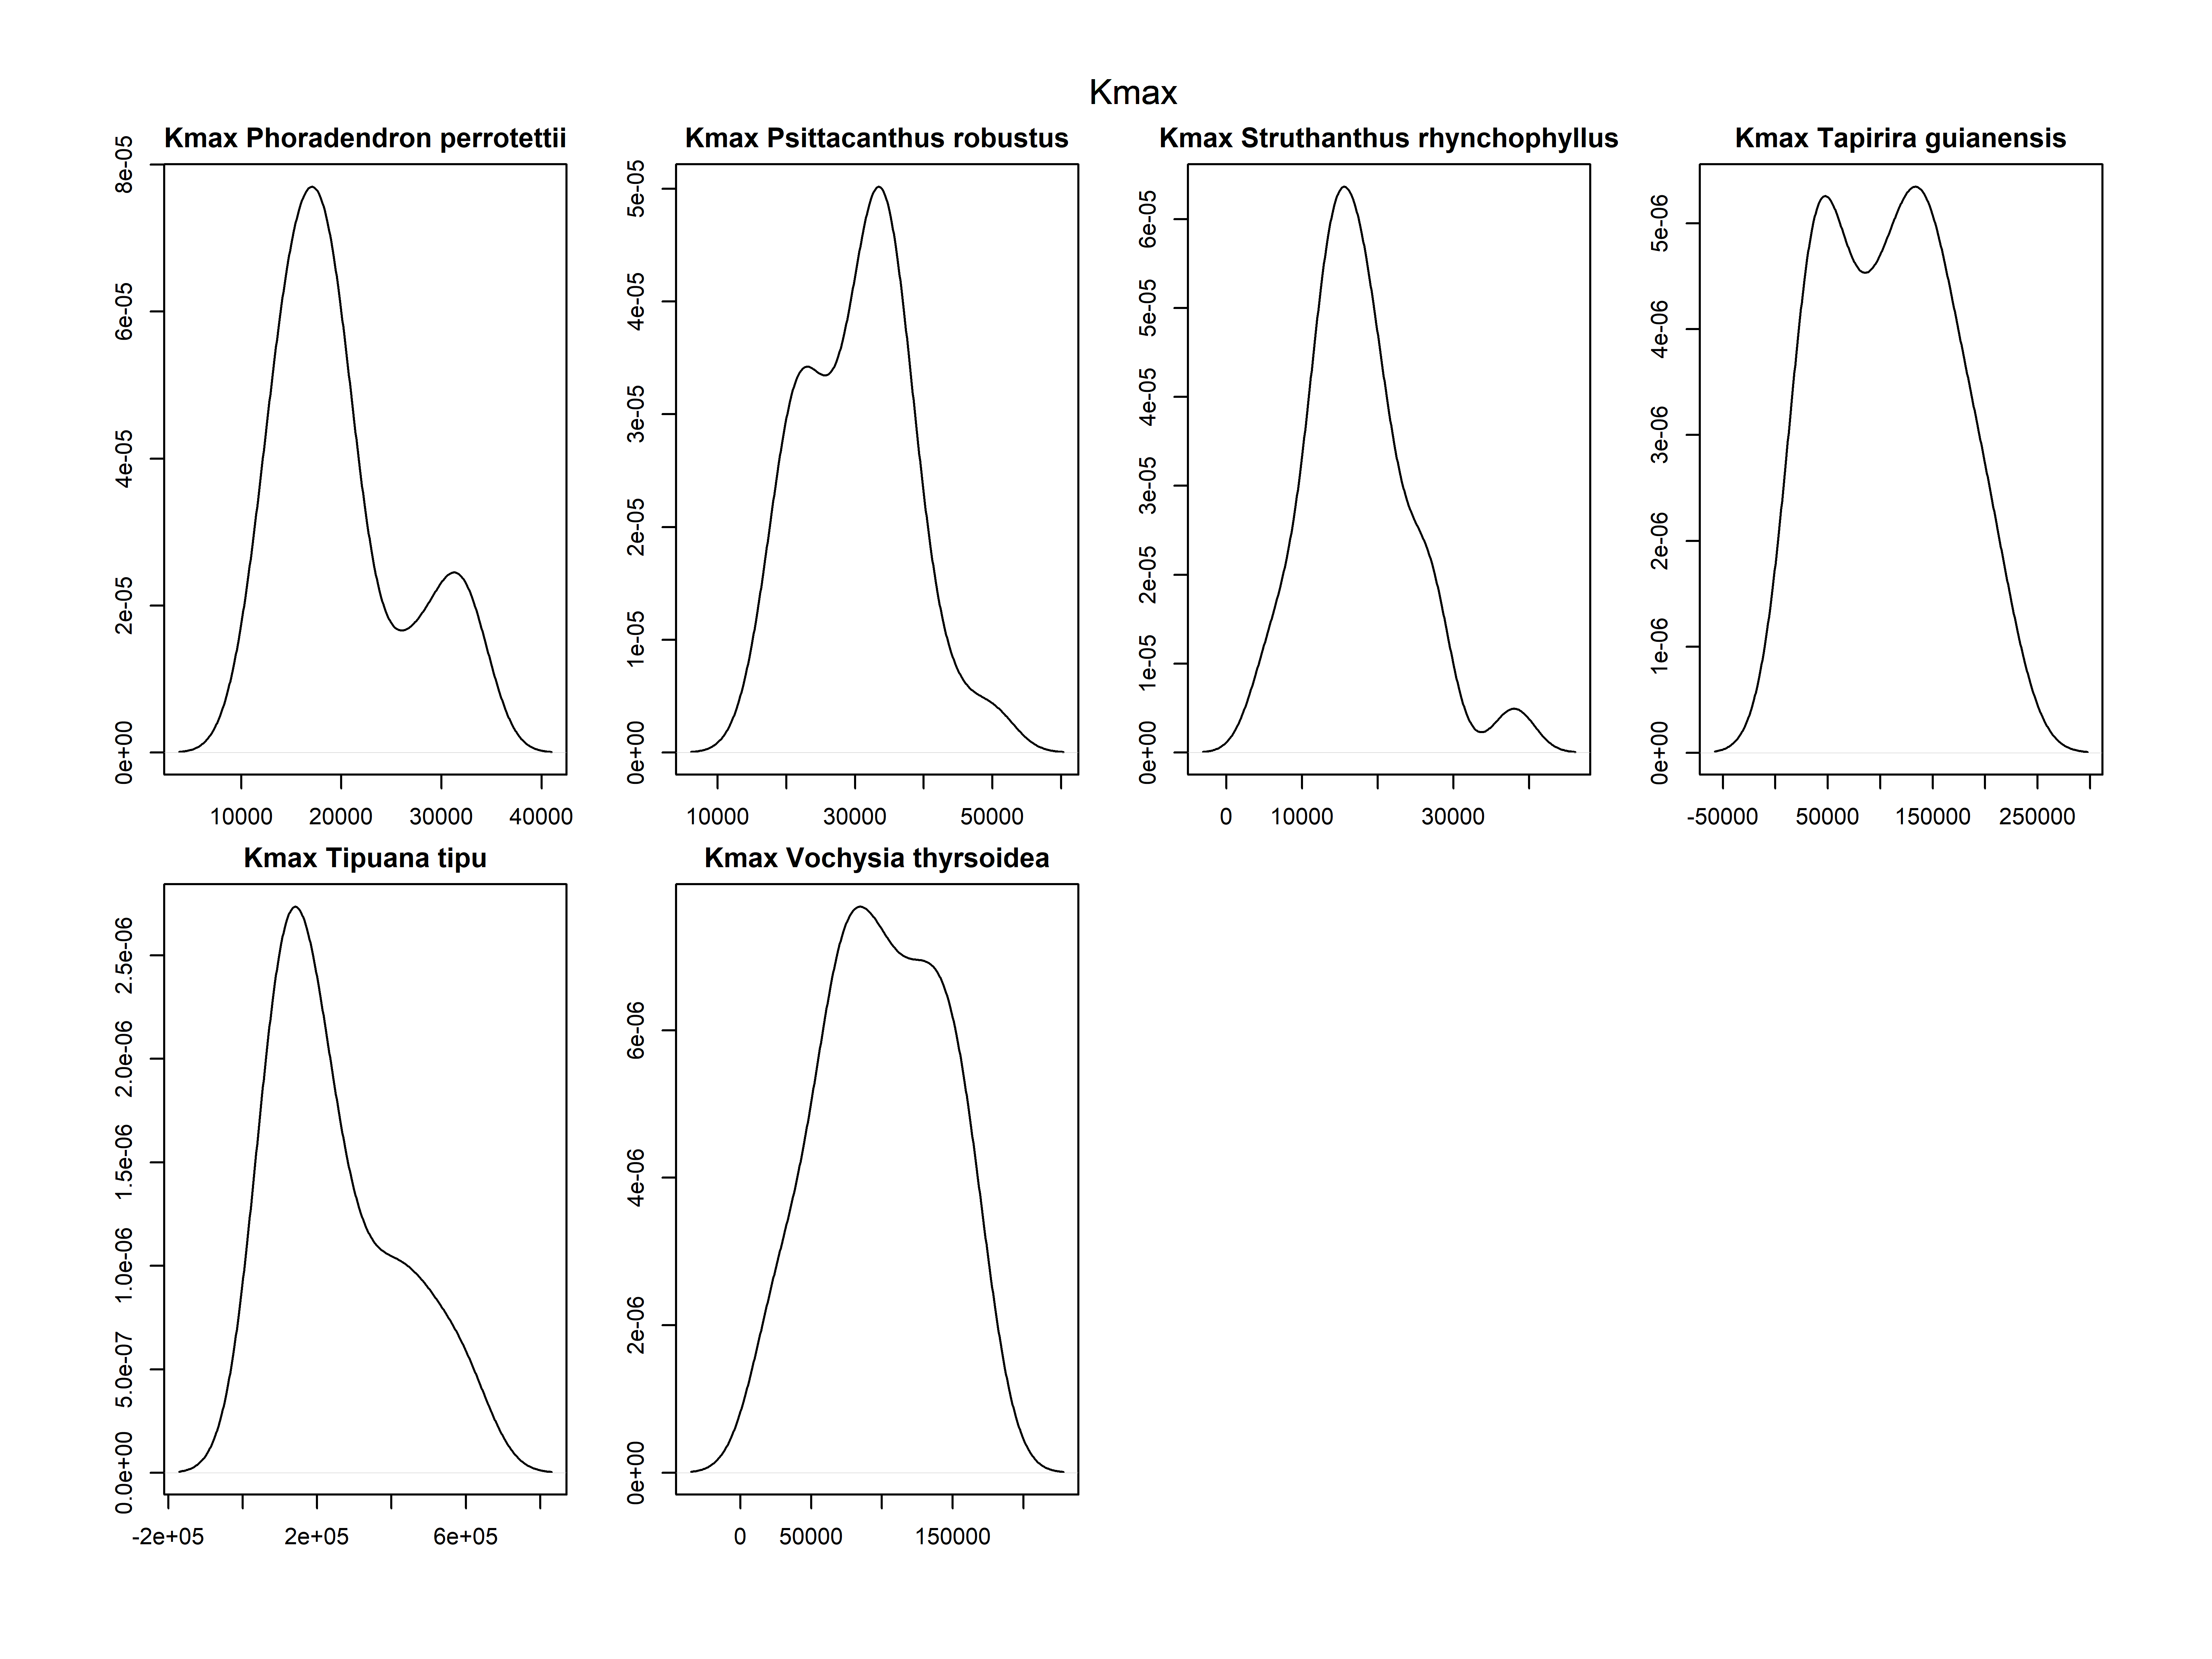 Kmax
Kmax Phoradendron perrotettii
0e+00 2e-05 4e-05 6e-05 8e-05
10000 20000 30000 40000
Kmax Psittacanthus robustus
0e+00 1e-05 2e-05 3e-05 4e-05 5e-05
10000 30000 50000
Kmax Struthanthus rhynchophyllus
0e+00 1e-05 2e-05 3e-05 4e-05 5e-05 6e-05
0 10000 30000
Kmax Tapirira guianensis
0e+00 1e-06 2e-06 3e-06 4e-06 5e-06
-50000 50000 150000 250000
Kmax Tipuana tipu
0.0e+00 5.0e-07 1.0e-06 1.5e-06 2.0e-06 2.5e-06
-2e+05 2e+05 6e+05
Kmax Vochysia thyrsoidea
0e+00 2e-06 4e-06 6e-06
0 50000 150000